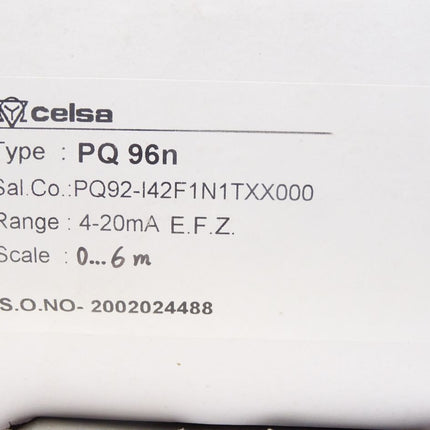 celsa
Type : PQ 96n
Sal.Co.:PQ92-I42F1N1TXX000
Range : 4-20mA E.F.Z.
Scale : 0...6 m
S.O.NO- 2002024488